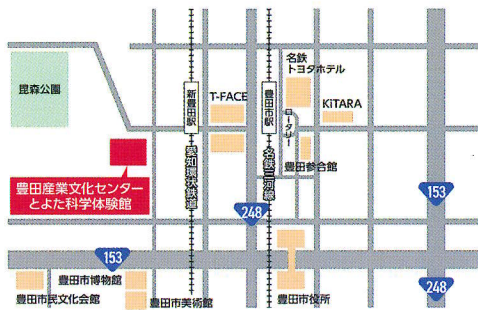 名鉄
トヨタホテル
昆森公園
新豊田駅
T-FACE
豊田市駅
KiTARA
ロータリー
豊田参合館
愛知環状鉄道
名鉄三河線
豊田産業文化センター
とよた科学体験館
153
248
153
豊田市博物館
豊田市民文化会館
豊田市美術館
豊田市役所
248